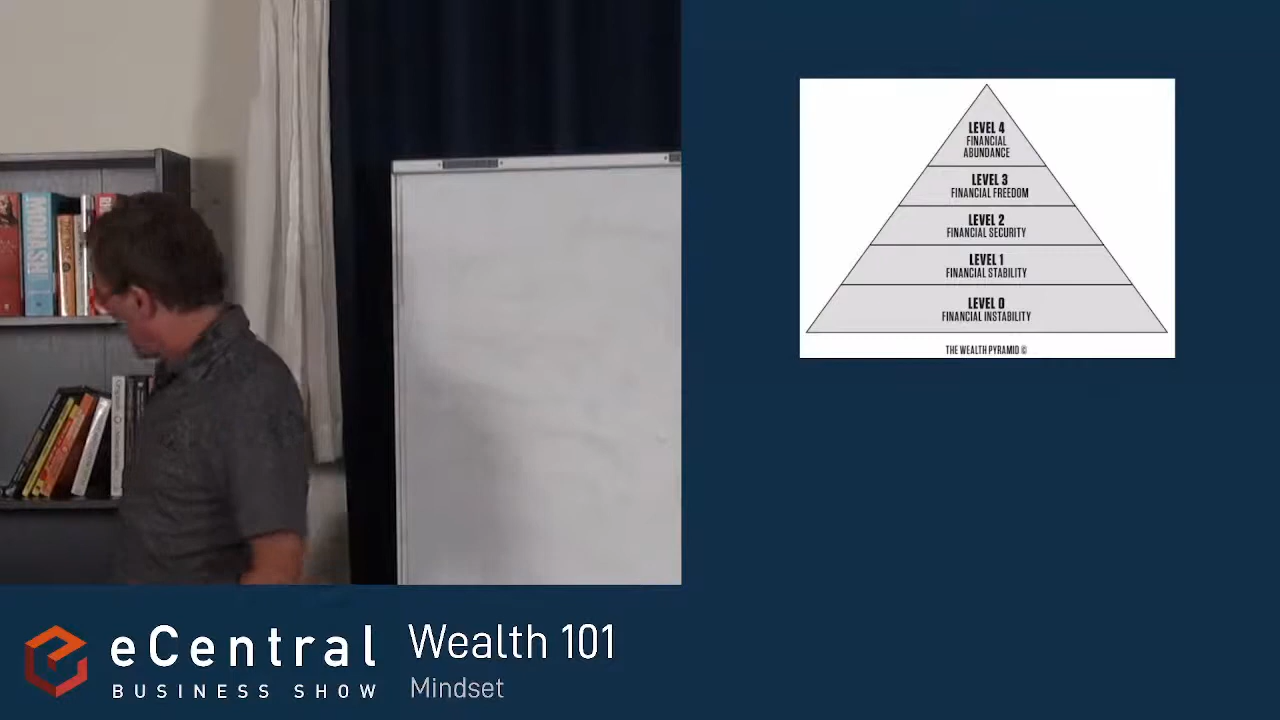 MONASH
LEVEL 4
FINANCIAL
ABUNDANCE
LEVEL 3
FINANCIAL FREEDOM
LEVEL 2
FINANCIAL SECURITY
LEVEL 1
FINANCIAL STABILITY
LEVEL 0
FINANCIAL INSTABILITY
THE WEALTH PYRAMID ©
eCentral
BUSINESS SHOW
Wealth 101
Mindset